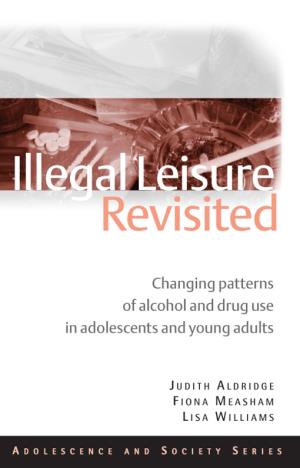 Illegal Leisure
Revisited
Changing patterns
of alcohol and drug use
in adolescents and young adults
JUDITH ALDRIDGE
FIONA MEASHAM
LISA WILLIAMS
ADOLESCENCE AND SOCIETY SERIES